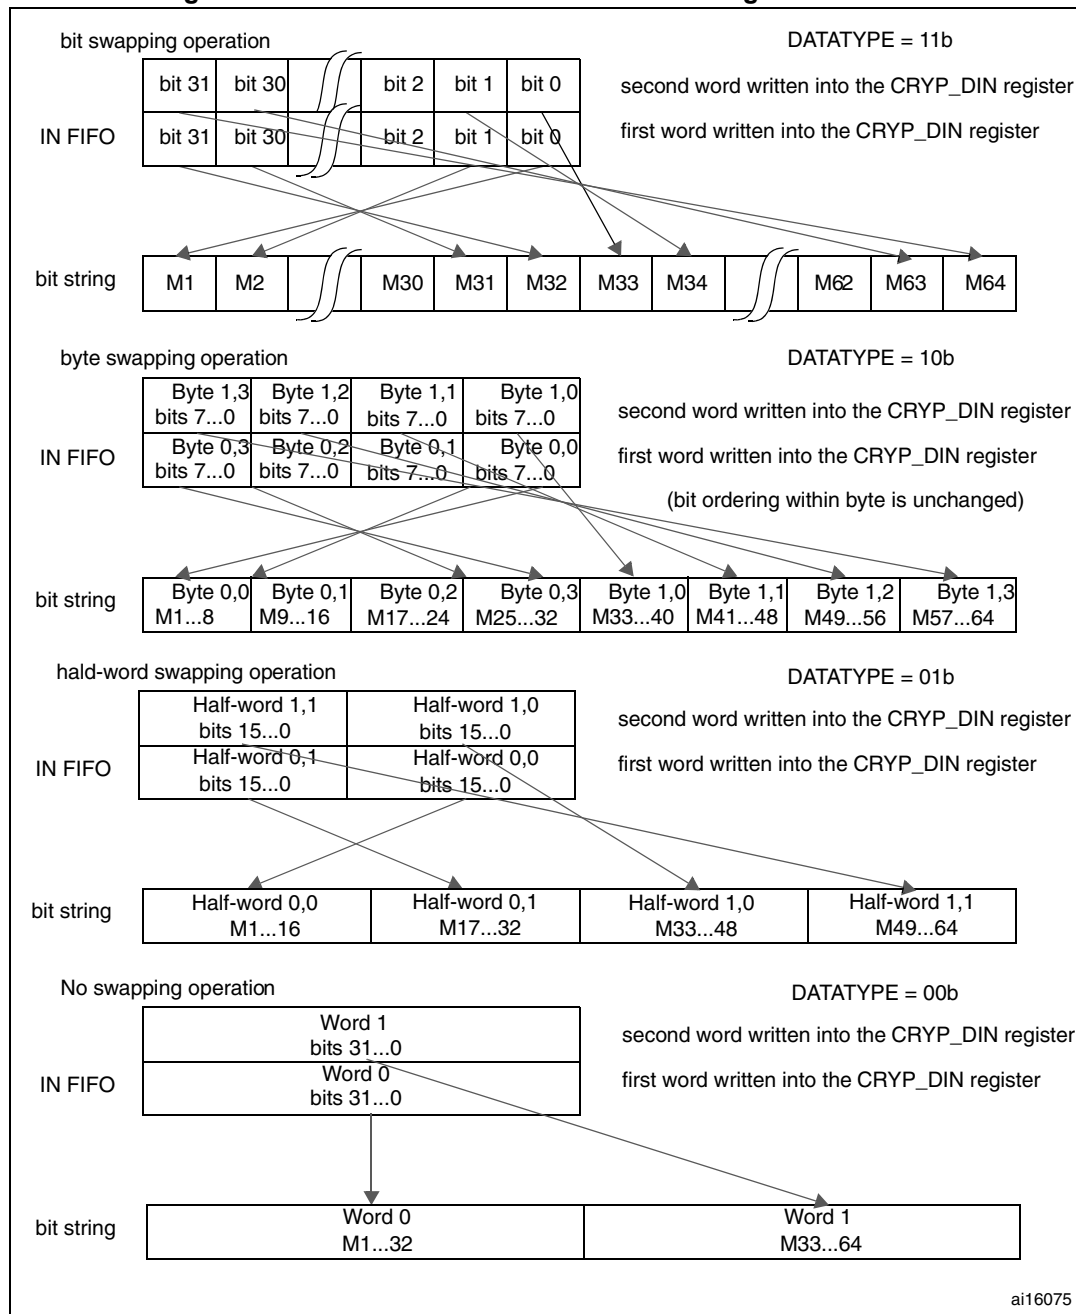 bit swapping operation
DATATYPE = 11b
bit 31 bit 30 bit 2 bit 1 bit 0
second word written into the CRYP_DIN register
IN FIFO
bit 31 bit 30 bit 2 bit 1 bit 0
first word written into the CRYP_DIN register
bit string
M1 M2 M30 M31 M32 M33 M34 M62 M63 M64
byte swapping operation
DATATYPE = 10b
Byte 1,3 Byte 1,2 Byte 1,1 Byte 1,0
bits 7...0 bits 7...0 bits 7...0 bits 7...0
second word written into the CRYP_DIN register
IN FIFO
Byte 0,3 Byte 0,2 Byte 0,1 Byte 0,0
bits 7...0 bits 7...0 bits 7...0 bits 7...0
first word written into the CRYP_DIN register
(bit ordering within byte is unchanged)
bit string
Byte 0,0 Byte 0,1 Byte 0,2 Byte 0,3 Byte 1,0 Byte 1,1 Byte 1,2 Byte 1,3
M1...8 M9...16 M17...24 M25...32 M33...40 M41...48 M49...56 M57...64
hald-word swapping operation
DATATYPE = 01b
Half-word 1,1 Half-word 1,0
bits 15...0 bits 15...0
second word written into the CRYP_DIN register
IN FIFO
Half-word 0,1 Half-word 0,0
bits 15...0 bits 15...0
first word written into the CRYP_DIN register
bit string
Half-word 0,0 Half-word 0,1 Half-word 1,0 Half-word 1,1
M1...16 M17...32 M33...48 M49...64
No swapping operation
DATATYPE = 00b
Word 1
bits 31...0
second word written into the CRYP_DIN register
IN FIFO
Word 0
bits 31...0
first word written into the CRYP_DIN register
bit string
Word 0 Word 1
M1...32 M33...64
ai16075